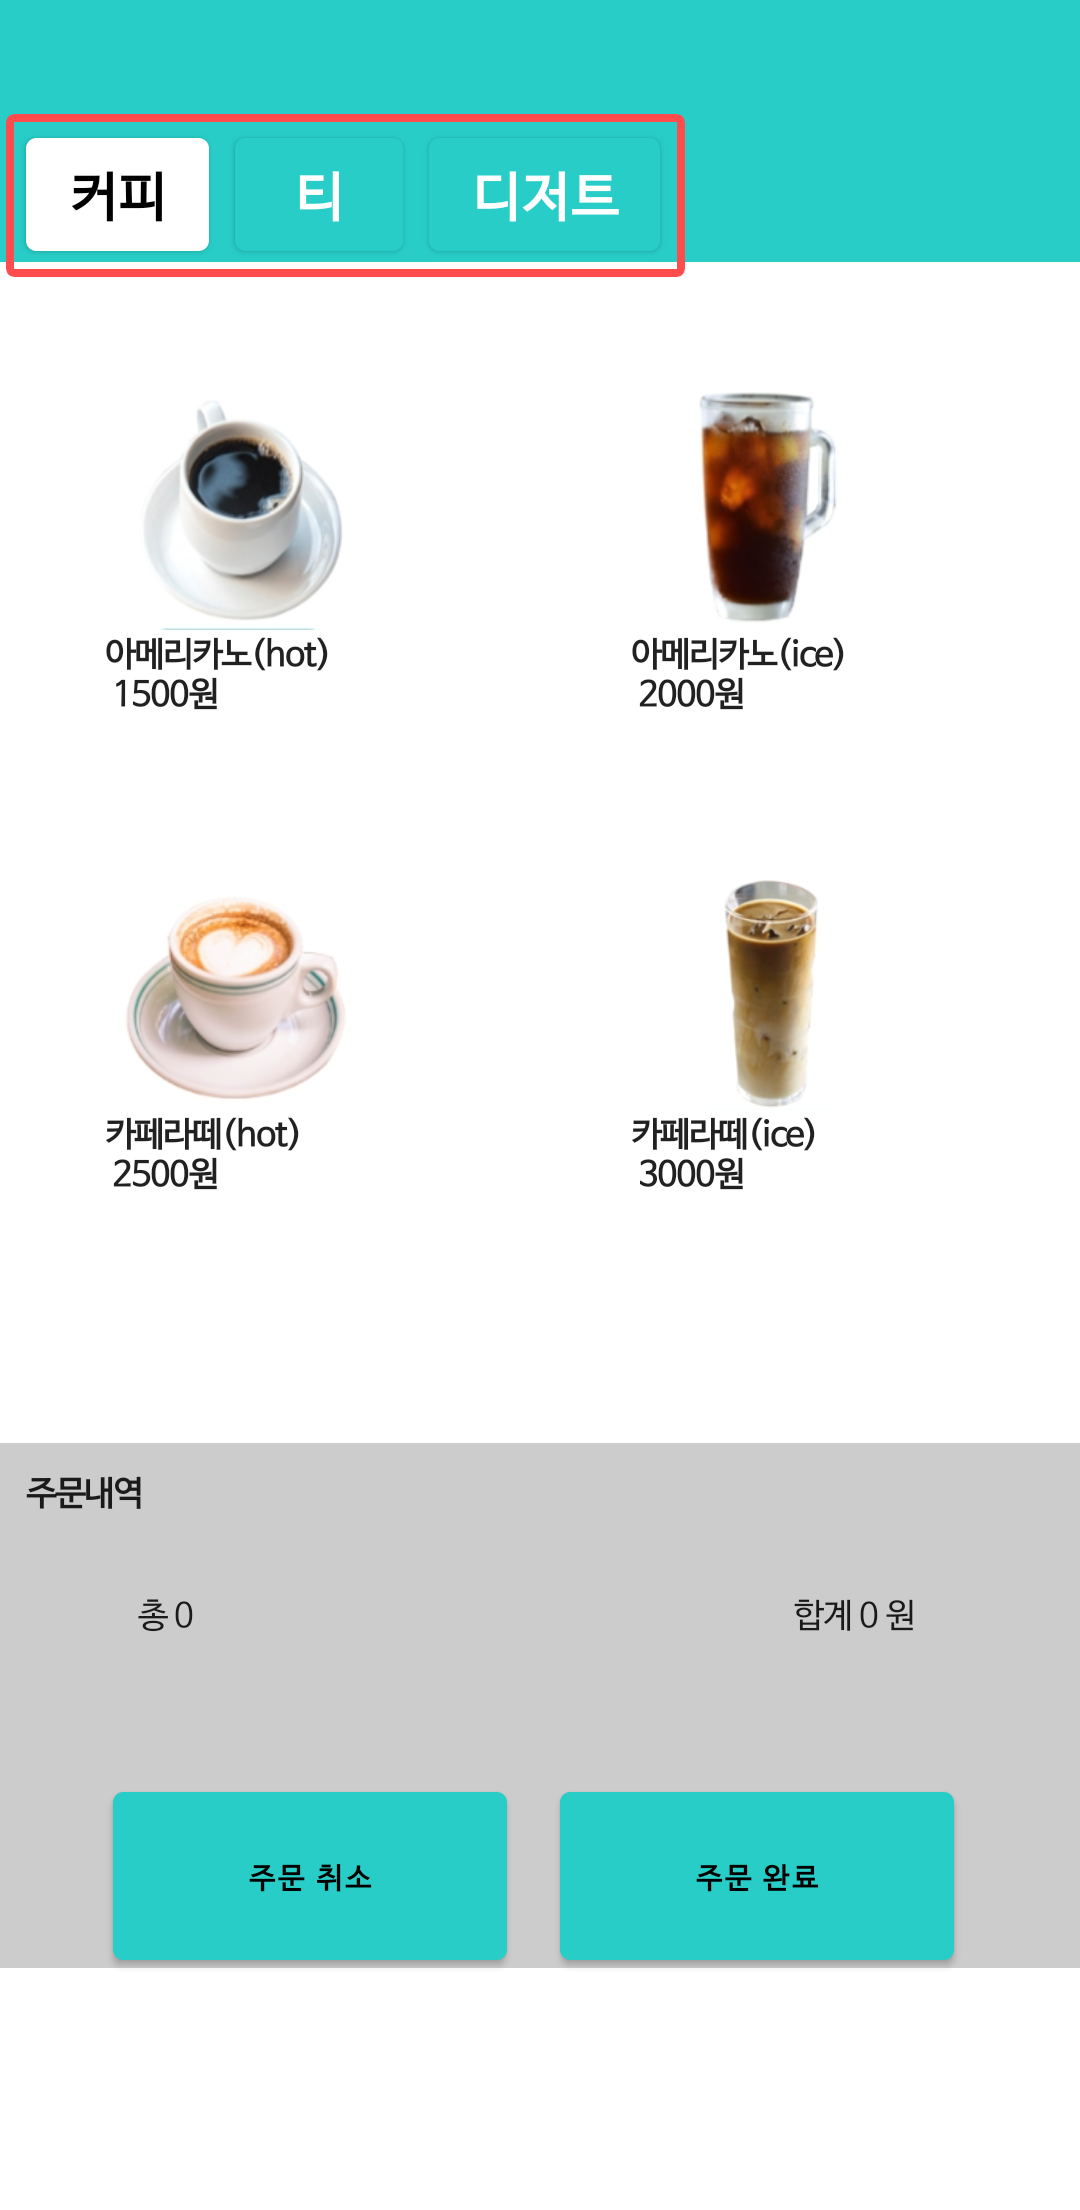 커피 티 디저트
아메리카노(hot) 아메리카노(ice)
1500원 2000원
카페라떼(hot) 카페라떼(ice)
2500원 3000원
주문내역
총 0 합계 0 원
주문 취소 주문 완료